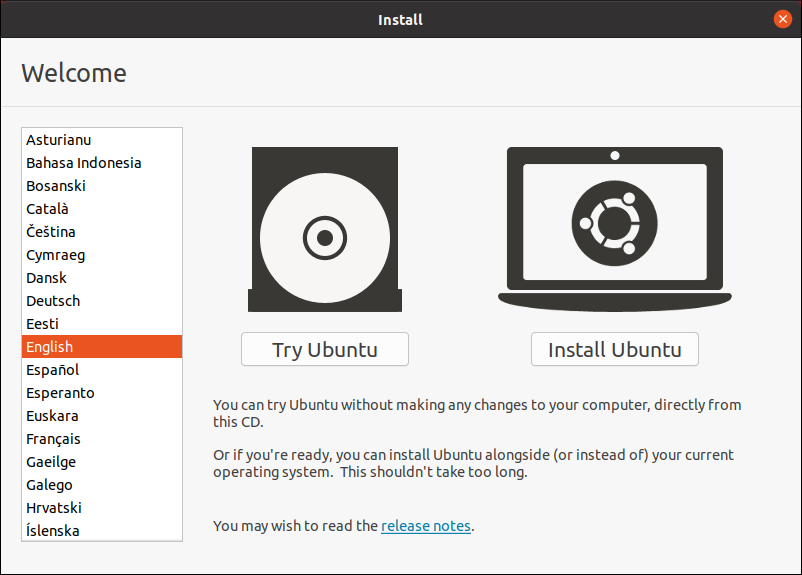 Install
Welcome
Asturianu
Bahasa Indonesia
Bosanski
Català
Čeština
Cymraeg
Dansk
Deutsch
Eesti
English
Español
Esperanto
Euskara
Français
Gaeilge
Galego
Hrvatski
Íslenska
Try Ubuntu
Install Ubuntu
You can try Ubuntu without making any changes to your computer, directly from
this CD.
Or if you're ready, you can install Ubuntu alongside (or instead of) your current
operating system.  This shouldn't take too long.
You may wish to read the release notes.